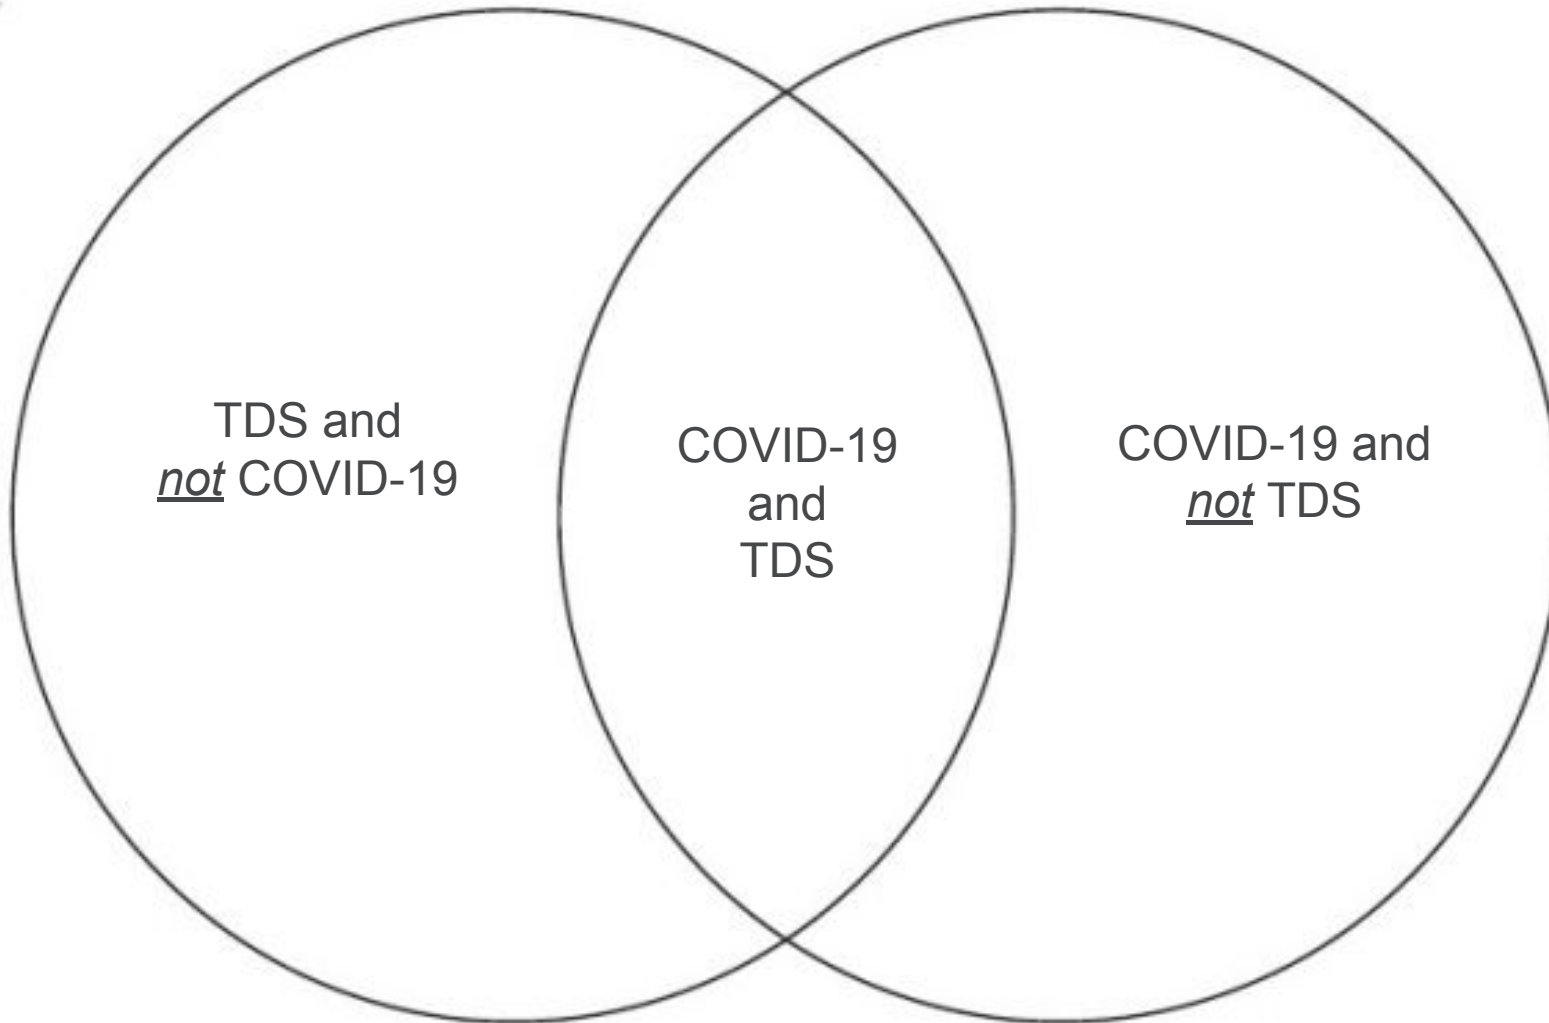 TDS and
not COVID-19
COVID-19
and
TDS
COVID-19 and
not TDS